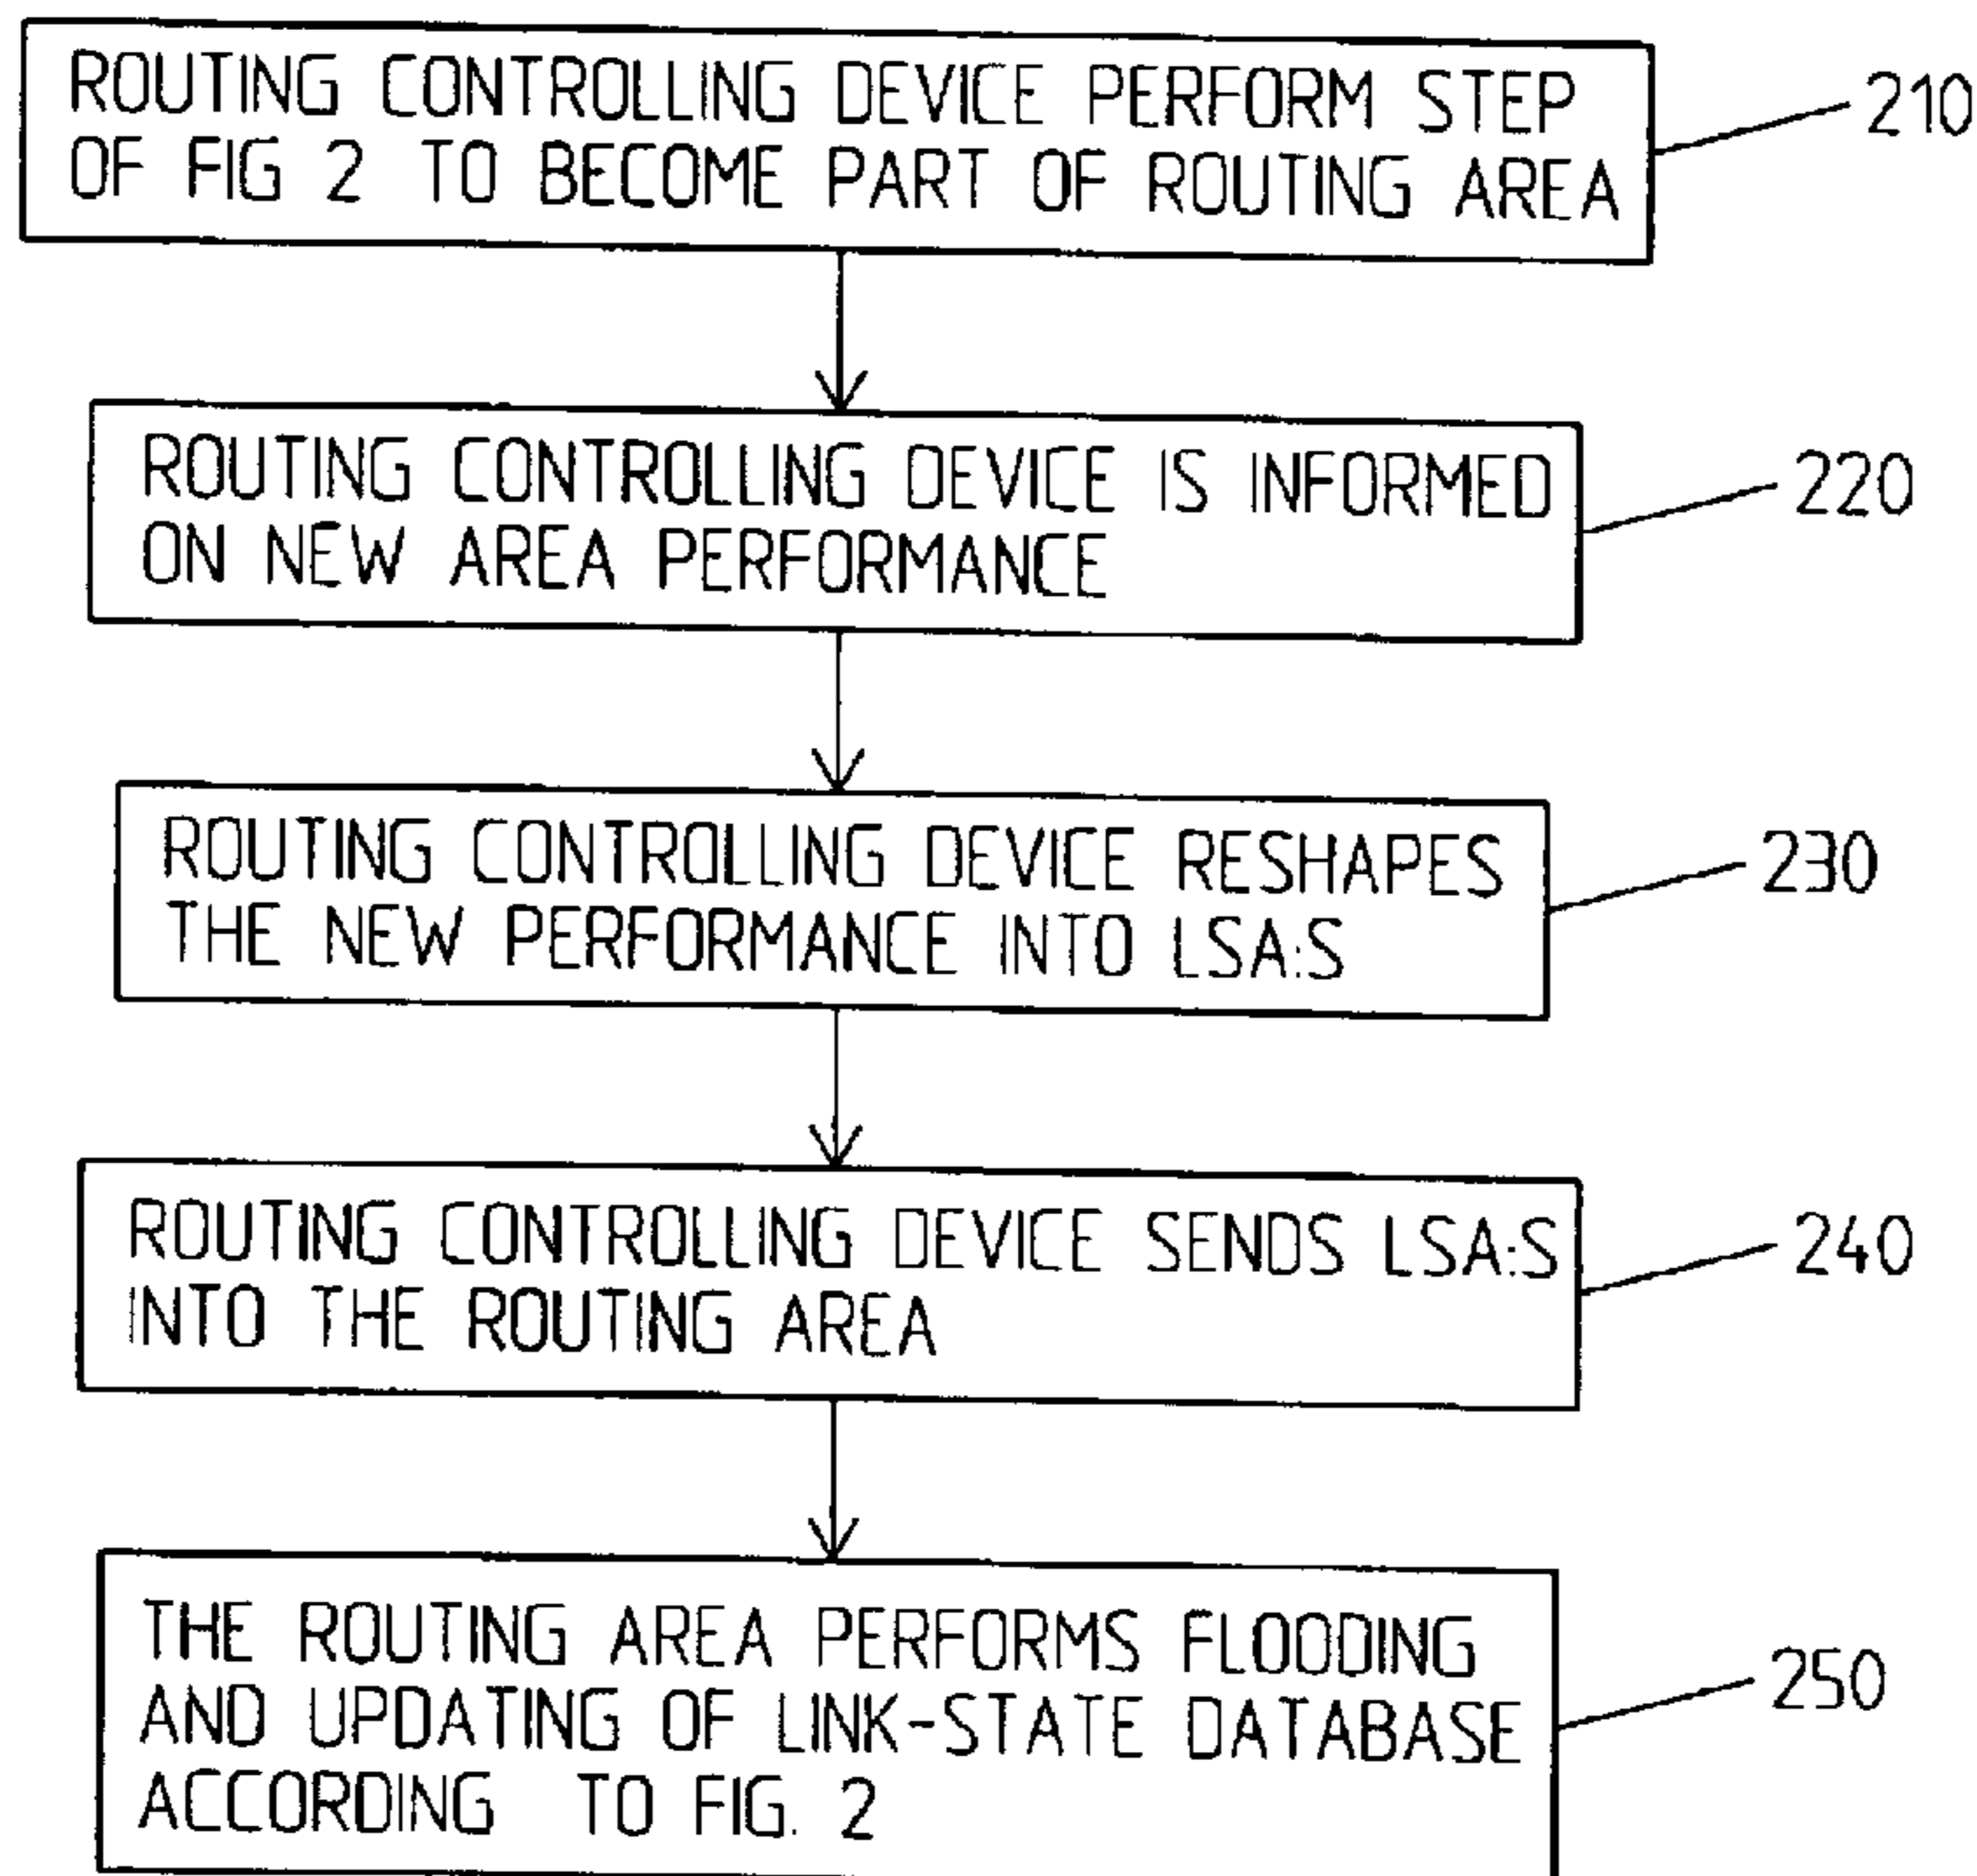 ROUTING CONTROLLING DEVICE PERFORM STEP
OF FIG 2 TO BECOME PART OF ROUTING AREA
210
ROUTING CONTROLLING DEVICE IS INFORMED
ON NEW AREA PERFORMANCE
220
ROUTING CONTROLLING DEVICE RESHAPES
THE NEW PERFORMANCE INTO LSA:S
230
ROUTING CONTROLLING DEVICE SENDS LSA:S
INTO THE ROUTING AREA
240
THE ROUTING AREA PERFORMS FLOODING
AND UPDATING OF LINK-STATE DATABASE
ACCORDING TO FIG. 2
250